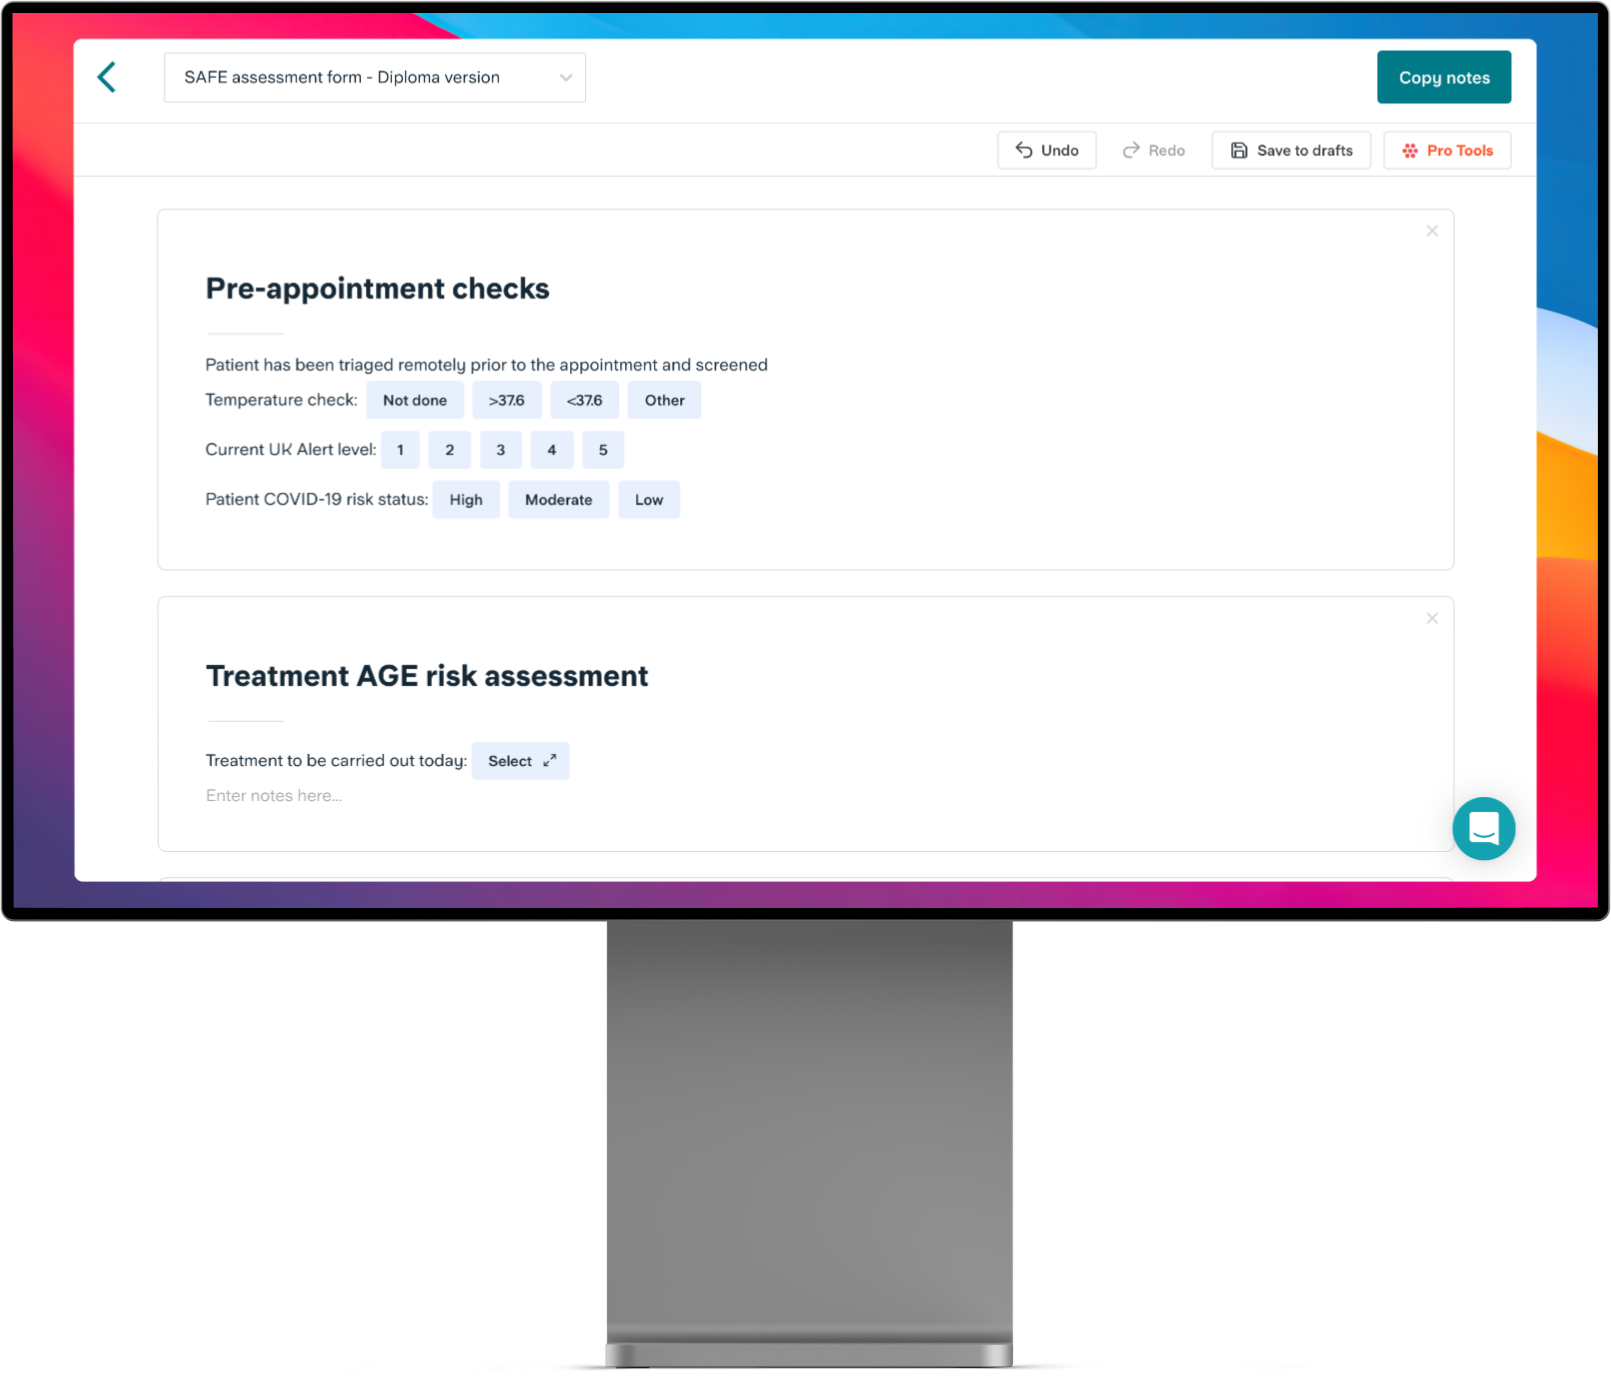 SAFE assessment form - Diploma version
Copy notes
Undo Redo Save to drafts Pro Tools
Pre-appointment checks
Patient has been triaged remotely prior to the appointment and screened
Temperature check: Not done >37.6 <37.6 Other
Current UK Alert level: 1 2 3 4 5
Patient COVID-19 risk status: High Moderate Low
Treatment AGE risk assessment
Treatment to be carried out today: Select
Enter notes here...